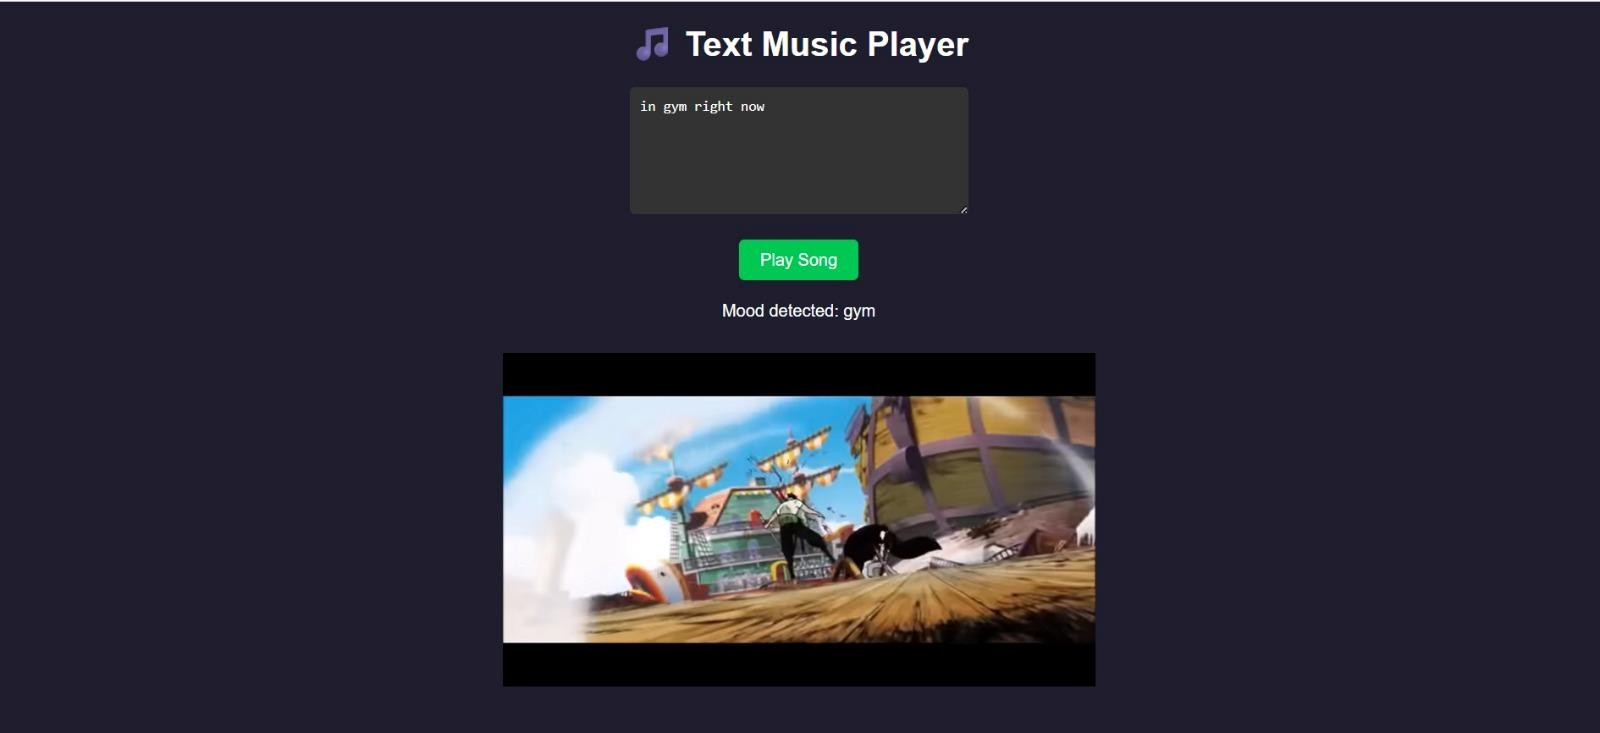 🎵 Text Music Player
in gym right now
Play Song
Mood detected: gym